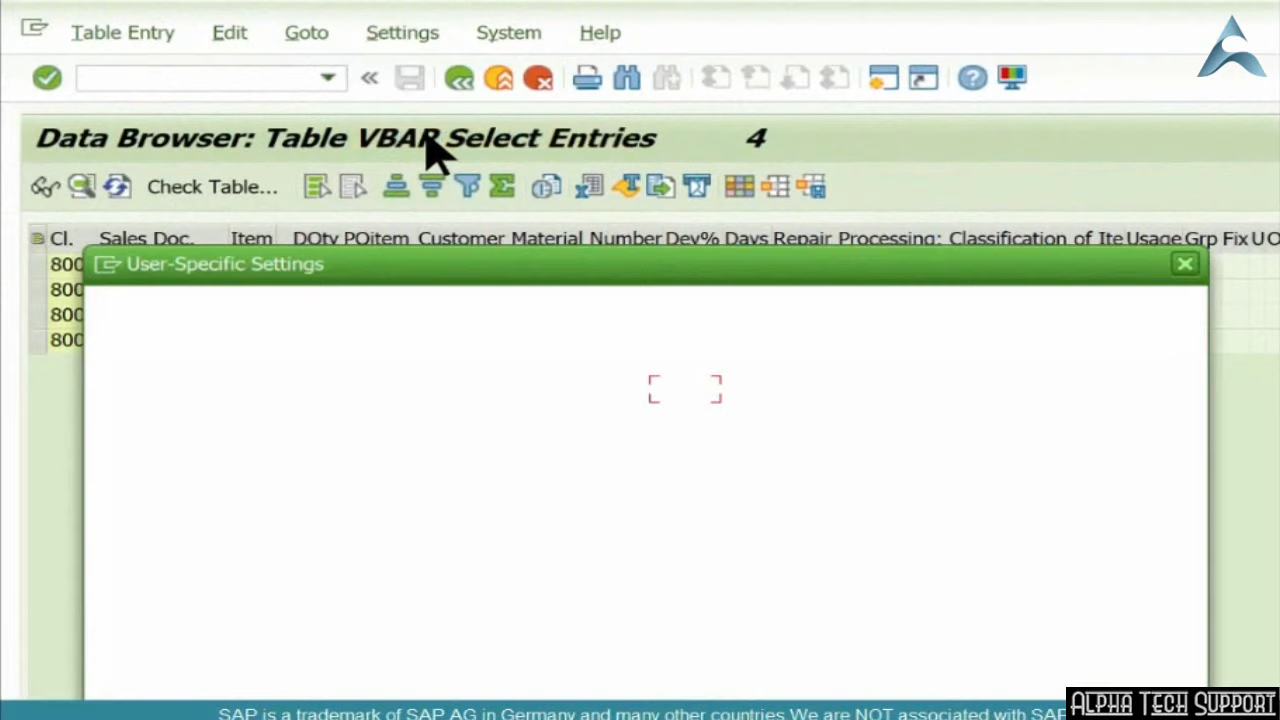 Table Entry Edit Goto Settings System Help
Data Browser: Table VBAP Select Entries 4
Check Table...
Cl. Sales Doc. Item DQty POitem Customer Material Number Dev% Days Repair Processing: Classification of Ite Usage Grp Fix U O
User-Specific Settings
800
800
800
800
SAP is a trademark of SAP AG in Germany and many other countries We are NOT associated with SAP
ALPHA TECH SUPPORT